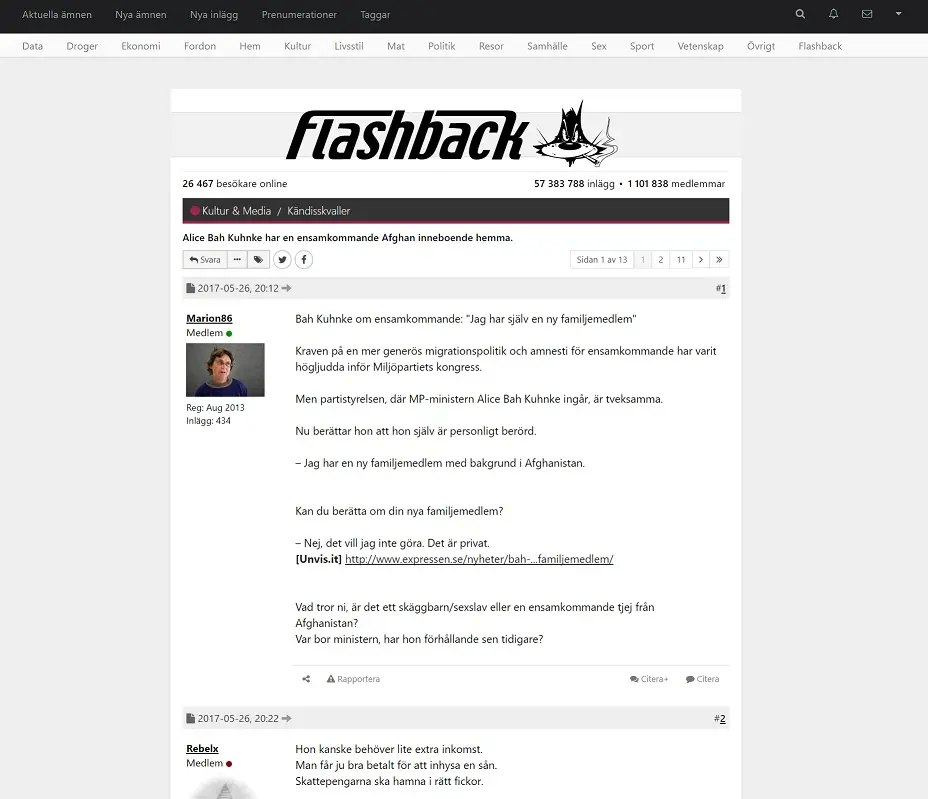 Aktuella ämnen Nya ämnen Nya inlägg Prenumerationer Taggar
Data Droger Ekonomi Fordon Hem Kultur Livsstil Mat Politik Resor Samhälle Sex Sport Vetenskap Övrigt Flashback
flashback
26 467 besökare online 57 383 788 inlägg • 1 101 838 medlemmar
Kultur & Media / Kändisskvaller
Alice Bah Kuhnke har en ensamkommande Afghan inneboende hemma.
Svara Sidan 1 av 13 1 2 11
2017-05-26, 20:12 #1
Marion86
Medlem
Reg: Aug 2013
Inlägg: 434
Bah Kuhnke om ensamkommande: "Jag har själv en ny familjemedlem"
Kraven på en mer generös migrationspolitik och amnesti för ensamkommande har varit
högljudda inför Miljöpartiets kongress.
Men partistyrelsen, där MP-ministern Alice Bah Kuhnke ingår, är tveksamma.
Nu berättar hon att hon själv är personligt berörd.
– Jag har en ny familjemedlem med bakgrund i Afghanistan.
Kan du berätta om din nya familjemedlem?
– Nej, det vill jag inte göra. Det är privat.
[Unvis.it] http://www.expressen.se/nyheter/bah-...familjemedlem/
Vad tror ni, är det ett skäggbarn/sexslav eller en ensamkommande tjej från
Afghanistan?
Var bor ministern, har hon förhållande sen tidigare?
Rapportera Citera+ Citera
2017-05-26, 20:22 #2
Rebelx
Medlem
Hon kanske behöver lite extra inkomst.
Man får ju bra betalt för att inhysa en sån.
Skattepengarna ska hamna i rätt fickor.